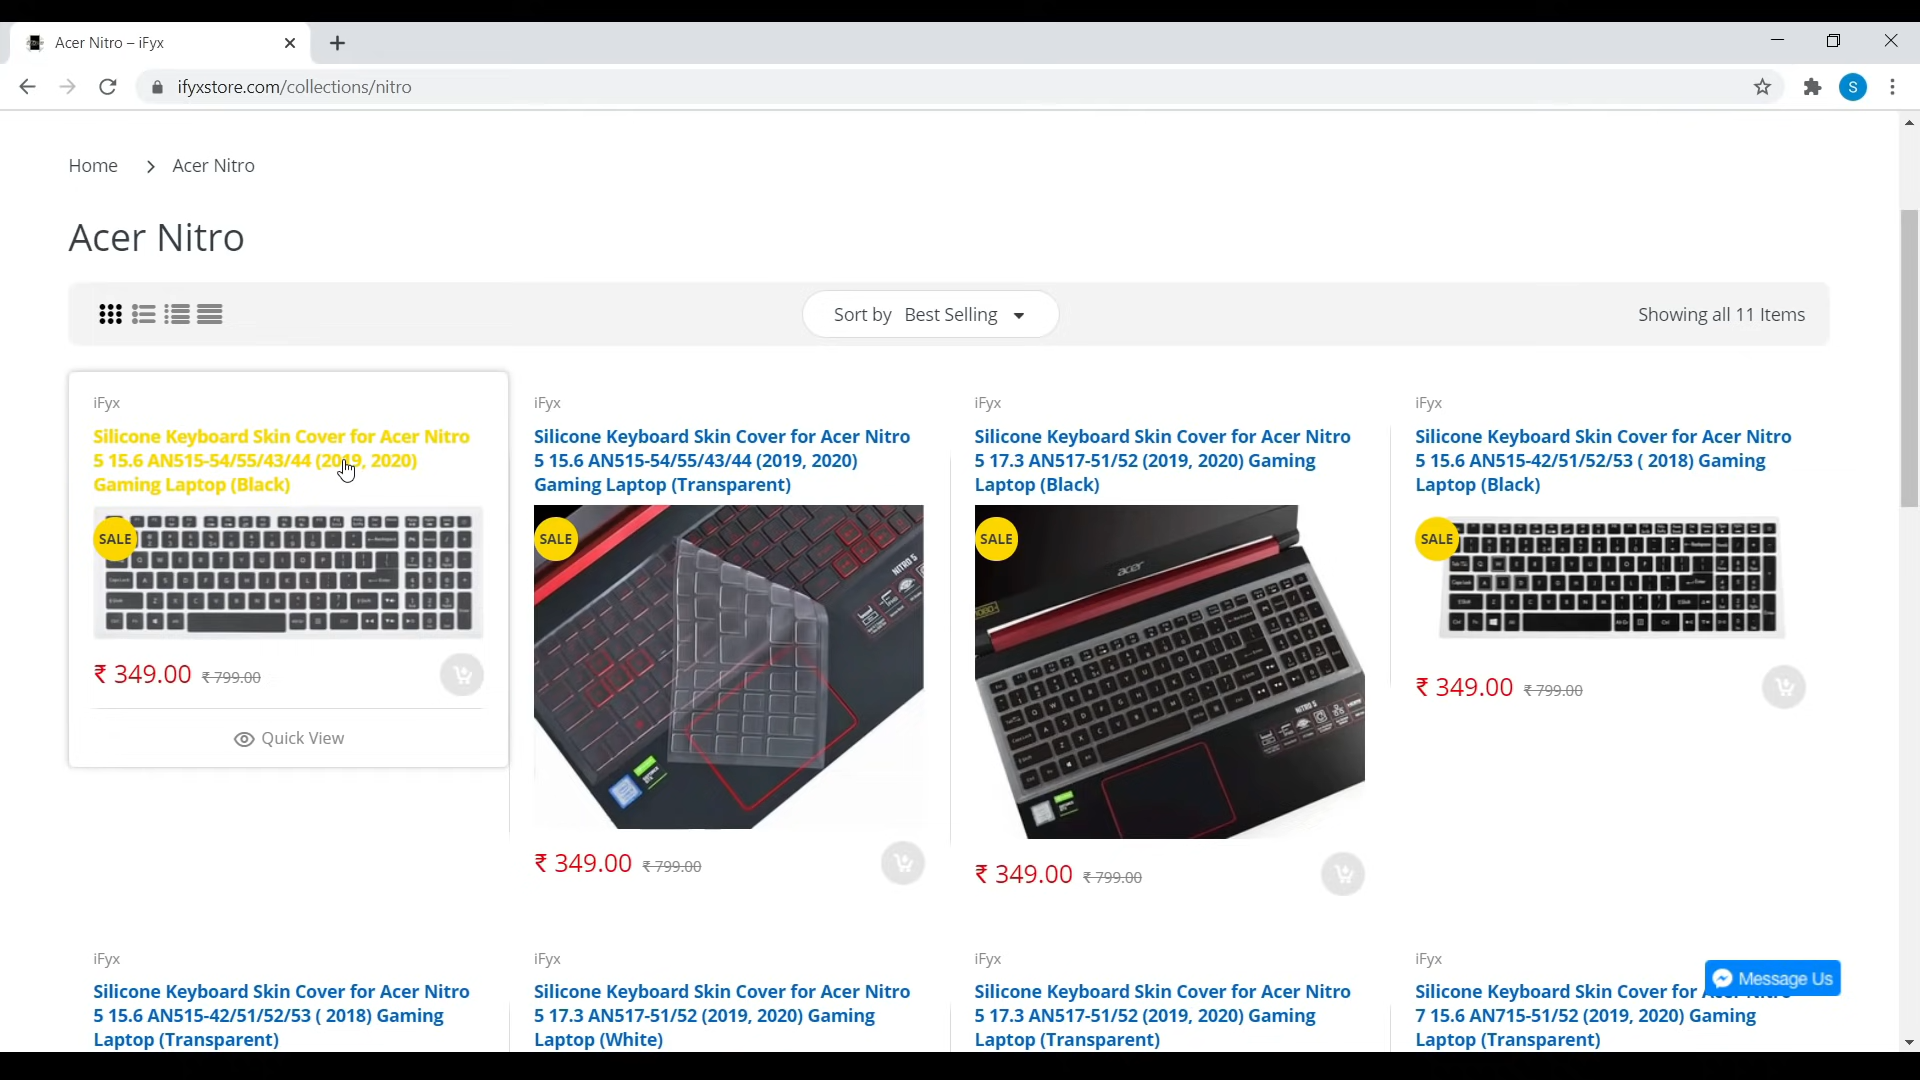 Acer Nitro – iFyx
ifyxstore.com/collections/nitro
S
Home
Acer Nitro
Acer Nitro
Sort by Best Selling
Showing all 11 Items
iFyx
Silicone Keyboard Skin Cover for Acer Nitro
5 15.6 AN515-54/55/43/44 (2019, 2020)
Gaming Laptop (Black)
SALE
₹ 349.00 ₹ 799.00
Quick View
iFyx
Silicone Keyboard Skin Cover for Acer Nitro
5 15.6 AN515-54/55/43/44 (2019, 2020)
Gaming Laptop (Transparent)
SALE
NITRO 5
₹ 349.00 ₹ 799.00
iFyx
Silicone Keyboard Skin Cover for Acer Nitro
5 17.3 AN517-51/52 (2019, 2020) Gaming
Laptop (Black)
SALE
acer
NITRO 5
₹ 349.00 ₹ 799.00
iFyx
Silicone Keyboard Skin Cover for Acer Nitro
5 15.6 AN515-42/51/52/53 ( 2018) Gaming
Laptop (Black)
SALE
₹ 349.00 ₹ 799.00
iFyx
Silicone Keyboard Skin Cover for Acer Nitro
5 15.6 AN515-42/51/52/53 ( 2018) Gaming
Laptop (Transparent)
iFyx
Silicone Keyboard Skin Cover for Acer Nitro
5 17.3 AN517-51/52 (2019, 2020) Gaming
Laptop (White)
iFyx
Silicone Keyboard Skin Cover for Acer Nitro
5 17.3 AN517-51/52 (2019, 2020) Gaming
Laptop (Transparent)
iFyx
Silicone Keyboard Skin Cover for Acer Nitro
7 15.6 AN715-51/52 (2019, 2020) Gaming
Laptop (Transparent)
Message Us